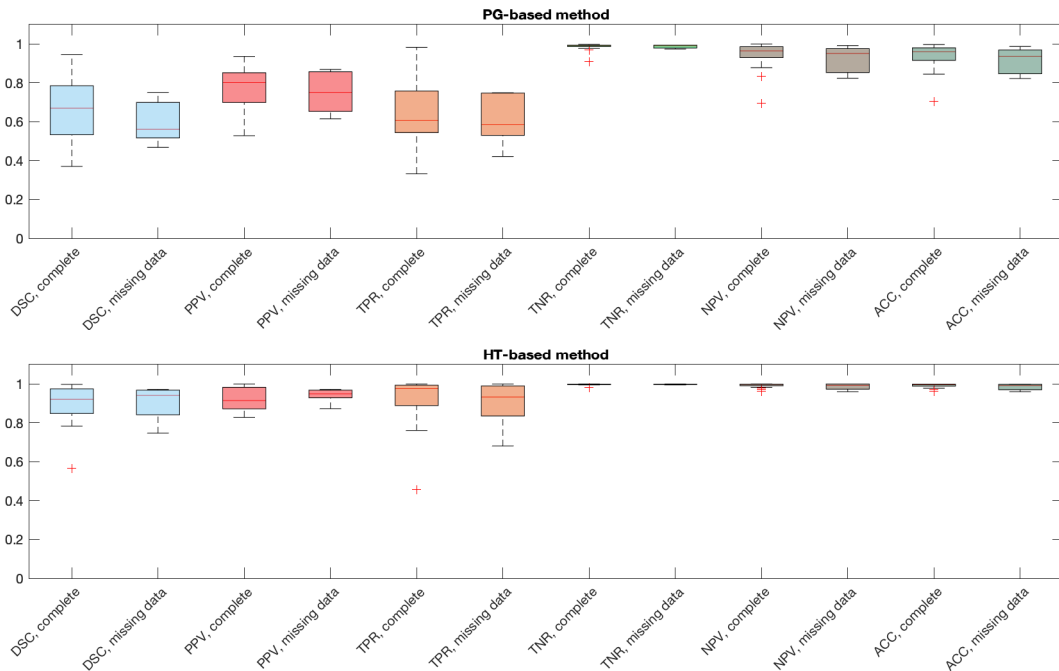 PG-based method
1
0.8
0.6
0.4
0.2
0
DSC, complete
DSC, missing data
PPV, complete
PPV, missing data
TPR, complete
TPR, missing data
TNR, complete
TNR, missing data
NPV, complete
NPV, missing data
ACC, complete
ACC, missing data
HT-based method
1
0.8
0.6
0.4
0.2
0
DSC, complete
DSC, missing data
PPV, complete
PPV, missing data
TPR, complete
TPR, missing data
TNR, complete
TNR, missing data
NPV, complete
NPV, missing data
ACC, complete
ACC, missing data